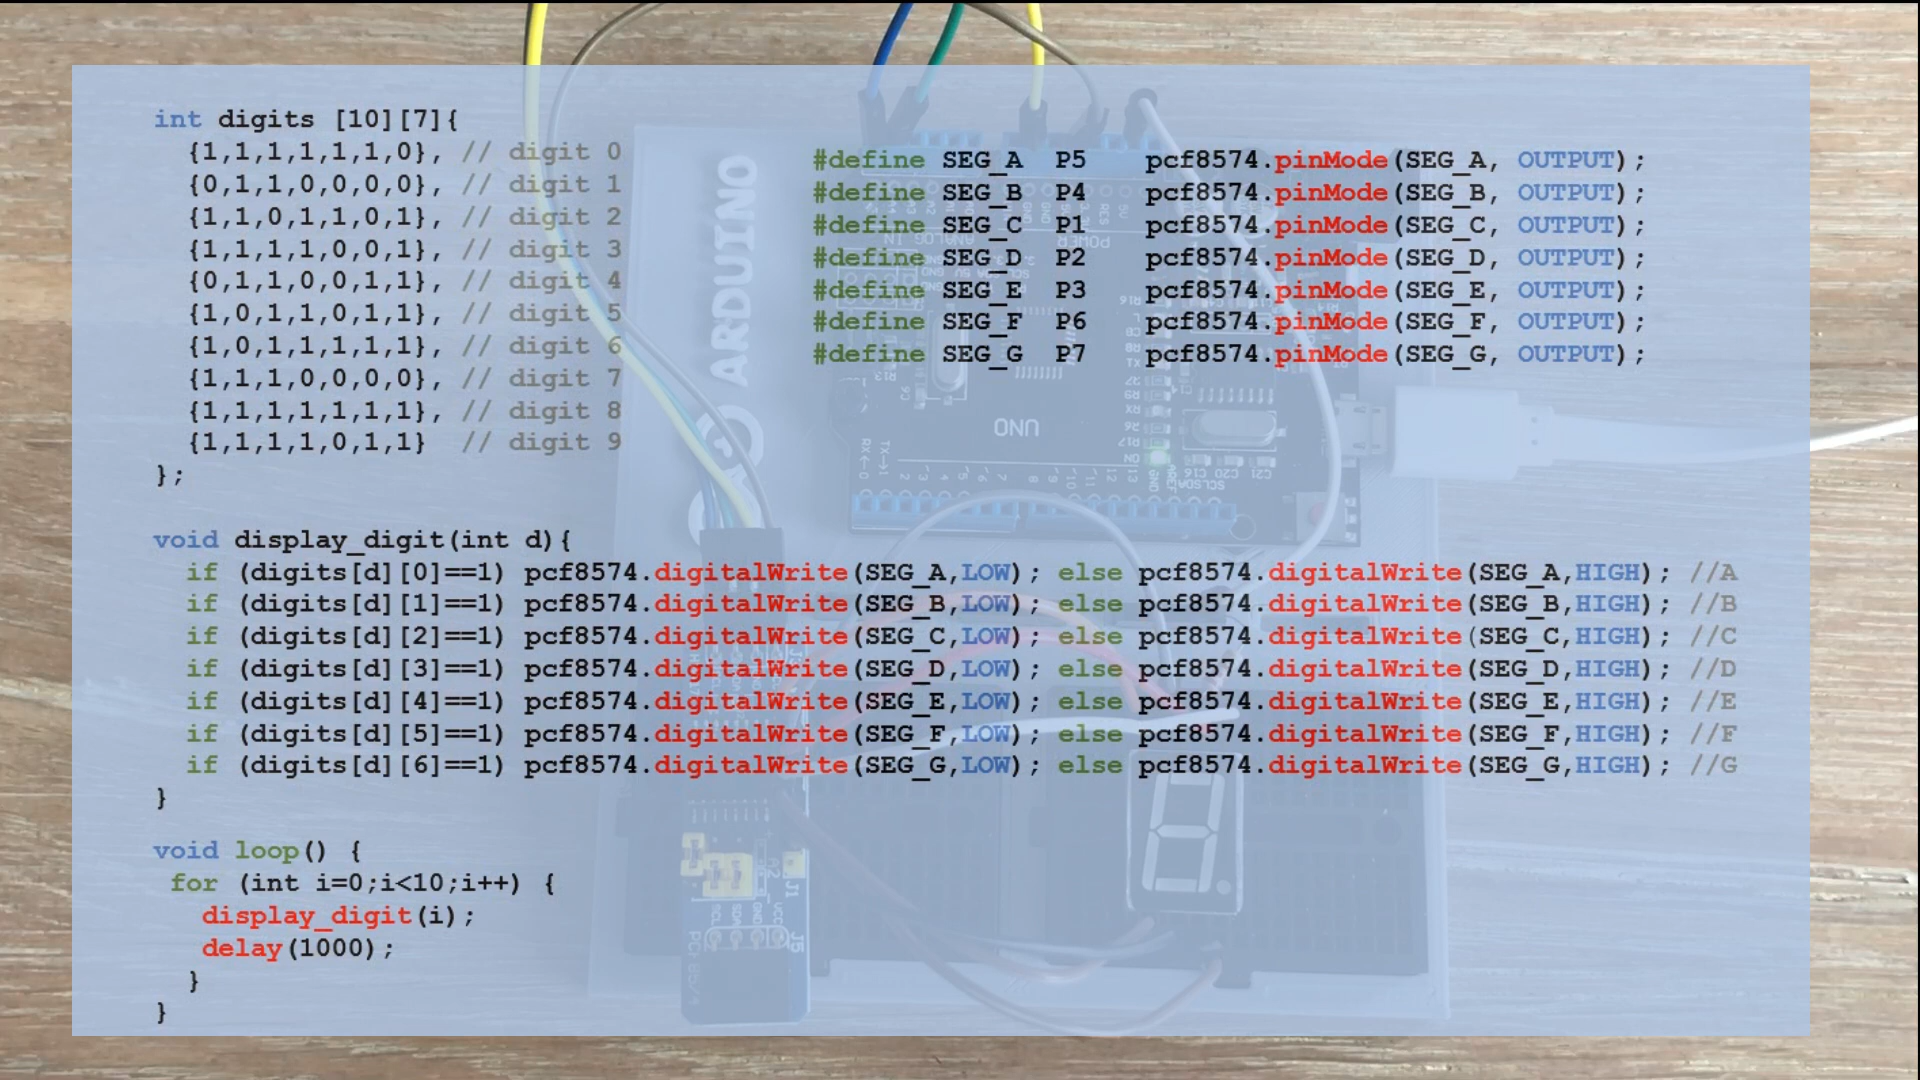 int digits [10][7]{
{1,1,1,1,1,1,0}, // digit 0
{0,1,1,0,0,0,0}, // digit 1
{1,1,0,1,1,0,1}, // digit 2
{1,1,1,1,0,0,1}, // digit 3
{0,1,1,0,0,1,1}, // digit 4
{1,0,1,1,0,1,1}, // digit 5
{1,0,1,1,1,1,1}, // digit 6
{1,1,1,0,0,0,0}, // digit 7
{1,1,1,1,1,1,1}, // digit 8
{1,1,1,1,0,1,1} // digit 9
};
#define SEG_A P5 pcf8574.pinMode(SEG_A, OUTPUT);
#define SEG_B P4 pcf8574.pinMode(SEG_B, OUTPUT);
#define SEG_C P1 pcf8574.pinMode(SEG_C, OUTPUT);
#define SEG_D P2 pcf8574.pinMode(SEG_D, OUTPUT);
#define SEG_E P3 pcf8574.pinMode(SEG_E, OUTPUT);
#define SEG_F P6 pcf8574.pinMode(SEG_F, OUTPUT);
#define SEG_G P7 pcf8574.pinMode(SEG_G, OUTPUT);
void display_digit(int d){
if (digits[d][0]==1) pcf8574.digitalWrite(SEG_A,LOW); else pcf8574.digitalWrite(SEG_A,HIGH); //A
if (digits[d][1]==1) pcf8574.digitalWrite(SEG_B,LOW); else pcf8574.digitalWrite(SEG_B,HIGH); //B
if (digits[d][2]==1) pcf8574.digitalWrite(SEG_C,LOW); else pcf8574.digitalWrite(SEG_C,HIGH); //C
if (digits[d][3]==1) pcf8574.digitalWrite(SEG_D,LOW); else pcf8574.digitalWrite(SEG_D,HIGH); //D
if (digits[d][4]==1) pcf8574.digitalWrite(SEG_E,LOW); else pcf8574.digitalWrite(SEG_E,HIGH); //E
if (digits[d][5]==1) pcf8574.digitalWrite(SEG_F,LOW); else pcf8574.digitalWrite(SEG_F,HIGH); //F
if (digits[d][6]==1) pcf8574.digitalWrite(SEG_G,LOW); else pcf8574.digitalWrite(SEG_G,HIGH); //G
}
void loop() {
for (int i=0;i<10;i++) {
display_digit(i);
delay(1000);
}
}
ARDUINO
UNO
POWER
ANALOG IN